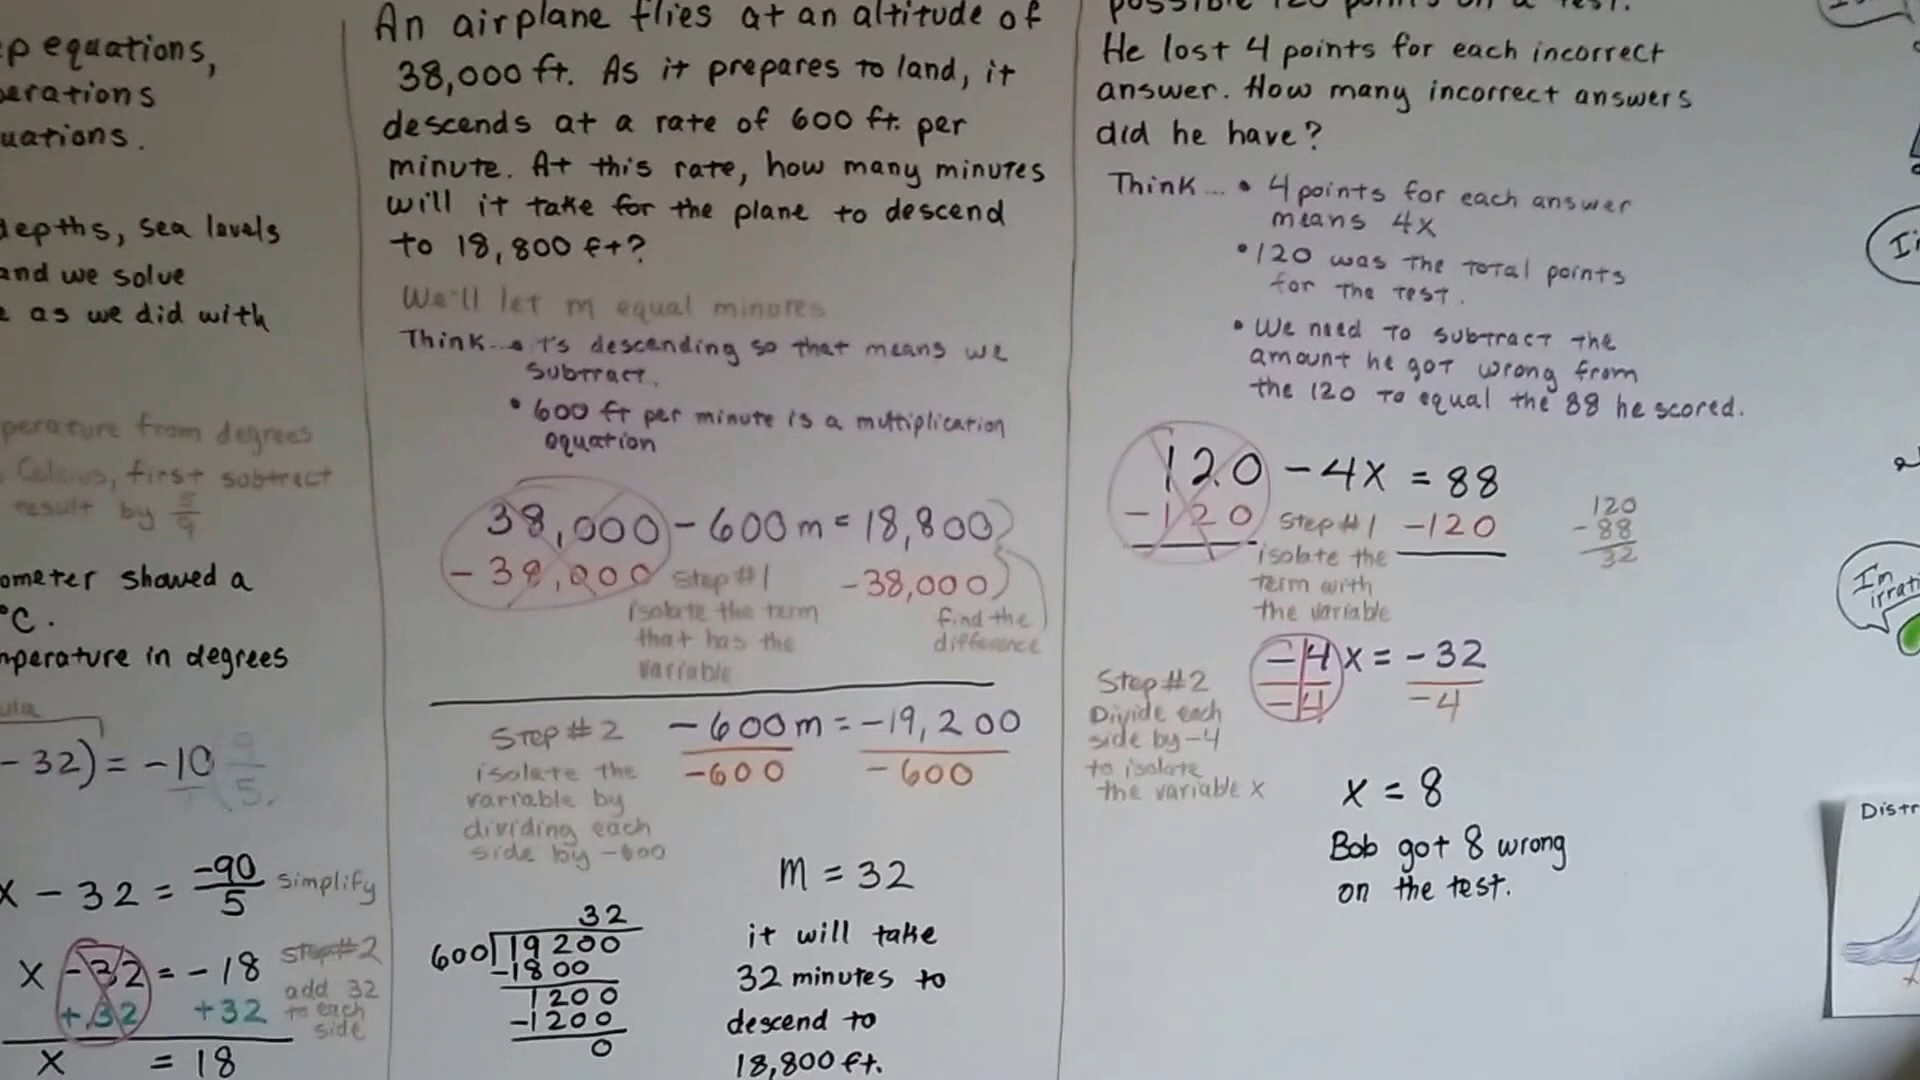 p equations,
erations
uations.
depths, sea levels
and we solve
e as we did with
perature from degrees
Celsius, first subtract
result by 5/9
ometer showed a
°C.
mperature in degrees
ula
- 32) = -10 (9/5)
x - 32 = -90/5 simplify
x - 32 = -18 Step #2
+ 32 +32 add 32
to each
side
x = 18
An airplane flies at an altitude of
38,000 ft. As it prepares to land, it
descends at a rate of 600 ft. per
minute. At this rate, how many minutes
will it take for the plane to descend
to 18,800 ft?
We'll let m equal minutes
Think... • t's descending so that means we
subtract.
• 600 ft per minute is a multiplication
equation
38,000 - 600m = 18,800
- 38,000 Step #1 -38,000
isolate the term
that has the
variable
find the
difference
Step #2
isolate the
variable by
dividing each
side by -600
-600m = -19,200
-600 -600
m = 32
32
600 19200
-1800
1200
-1200
0
it will take
32 minutes to
descend to
18,800 ft.
possible 120 points on a test.
He lost 4 points for each incorrect
answer. How many incorrect answers
did he have?
Think... • 4 points for each answer
means 4x
• 120 was the total points
for the test.
• We need to subtract the
amount he got wrong from
the 120 to equal the 88 he scored.
120 - 4x = 88
-120 Step #1 -120
isolate the
term with
the variable
120
- 88
32
-4x = -32
-4 -4
Step #2
Divide each
side by -4
to isolate
the variable x
x = 8
Bob got 8 wrong
on the test.
I'm
irrati
Distr